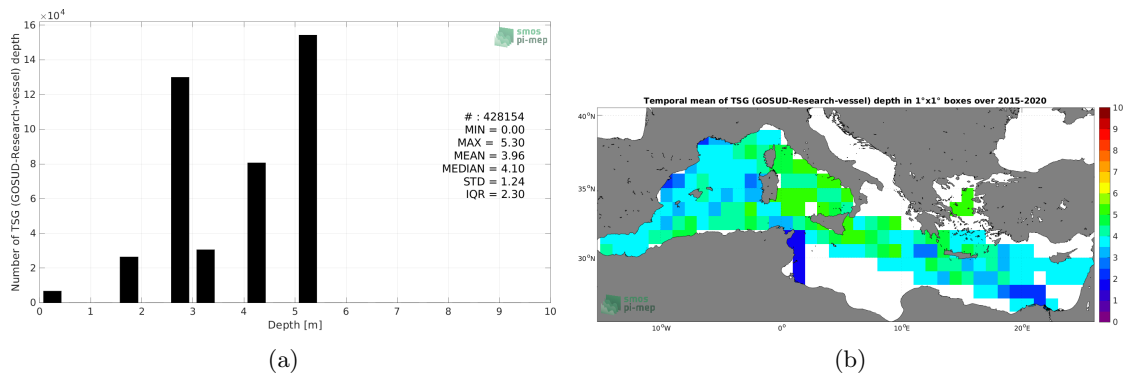 ×10⁴
16
14
12
10
8
6
4
2
0
Number of TSG (GOSUD-Research-vessel) depth
smos
pi-mep
# : 428154
MIN = 0.00
MAX = 5.30
MEAN = 3.96
MEDIAN = 4.10
STD = 1.24
IQR = 2.30
0 1 2 3 4 5 6 7 8 9 10
Depth [m]
(a)
Temporal mean of TSG (GOSUD-Research-vessel) depth in 1°x1° boxes over 2015-2020
40°N
35°N
30°N
10°W 0° 10°E 20°E
smos
pi-mep
10
9
8
7
6
5
4
3
2
1
0
(b)